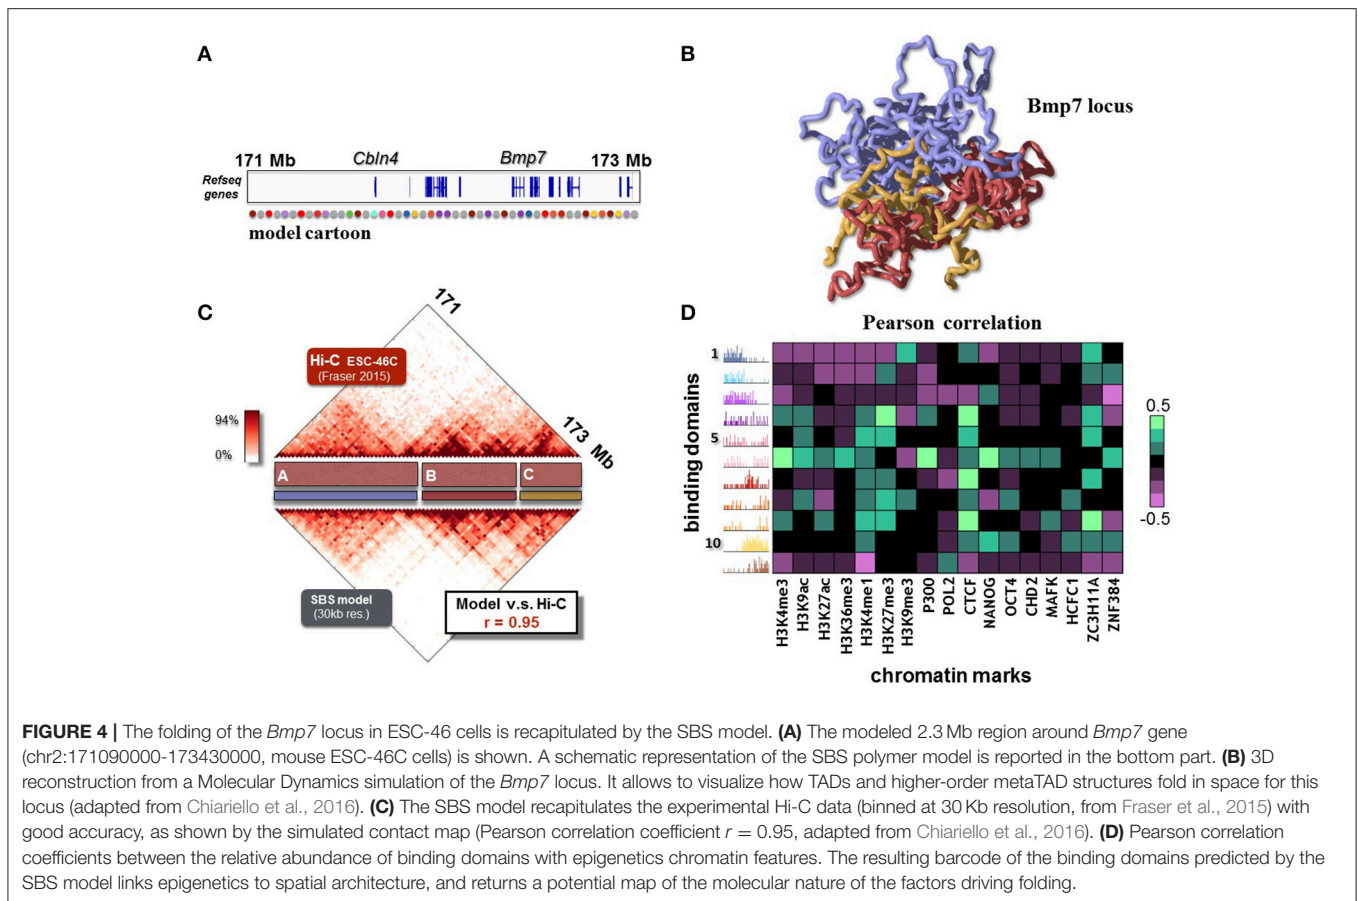 A
171 Mb
Cbln4
Bmp7
173 Mb
Refseq
genes
model cartoon
B
Bmp7 locus
C
171
Hi-C ESC-46C
(Fraser 2015)
94%
0%
173 Mb
A
B
C
SBS model
(30kb res.)
Model v.s. Hi-C
r = 0.95
D
Pearson correlation
binding domains
1
5
10
0.5
-0.5
H3K4me3
H3K9ac
H3K27ac
H3K36me3
H3K4me1
H3K27me3
H3K9me3
P300
POL2
CTCF
NANOG
OCT4
CHD2
MAFK
HCFC1
ZC3H11A
ZNF384
chromatin marks
FIGURE 4 | The folding of the Bmp7 locus in ESC-46 cells is recapitulated by the SBS model. (A) The modeled 2.3 Mb region around Bmp7 gene
(chr2:171090000-173430000, mouse ESC-46C cells) is shown. A schematic representation of the SBS polymer model is reported in the bottom part. (B) 3D
reconstruction from a Molecular Dynamics simulation of the Bmp7 locus. It allows to visualize how TADs and higher-order metaTAD structures fold in space for this
locus (adapted from Chiariello et al., 2016). (C) The SBS model recapitulates the experimental Hi-C data (binned at 30 Kb resolution, from Fraser et al., 2015) with
good accuracy, as shown by the simulated contact map (Pearson correlation coefficient r = 0.95, adapted from Chiariello et al., 2016). (D) Pearson correlation
coefficients between the relative abundance of binding domains with epigenetics chromatin features. The resulting barcode of the binding domains predicted by the
SBS model links epigenetics to spatial architecture, and returns a potential map of the molecular nature of the factors driving folding.